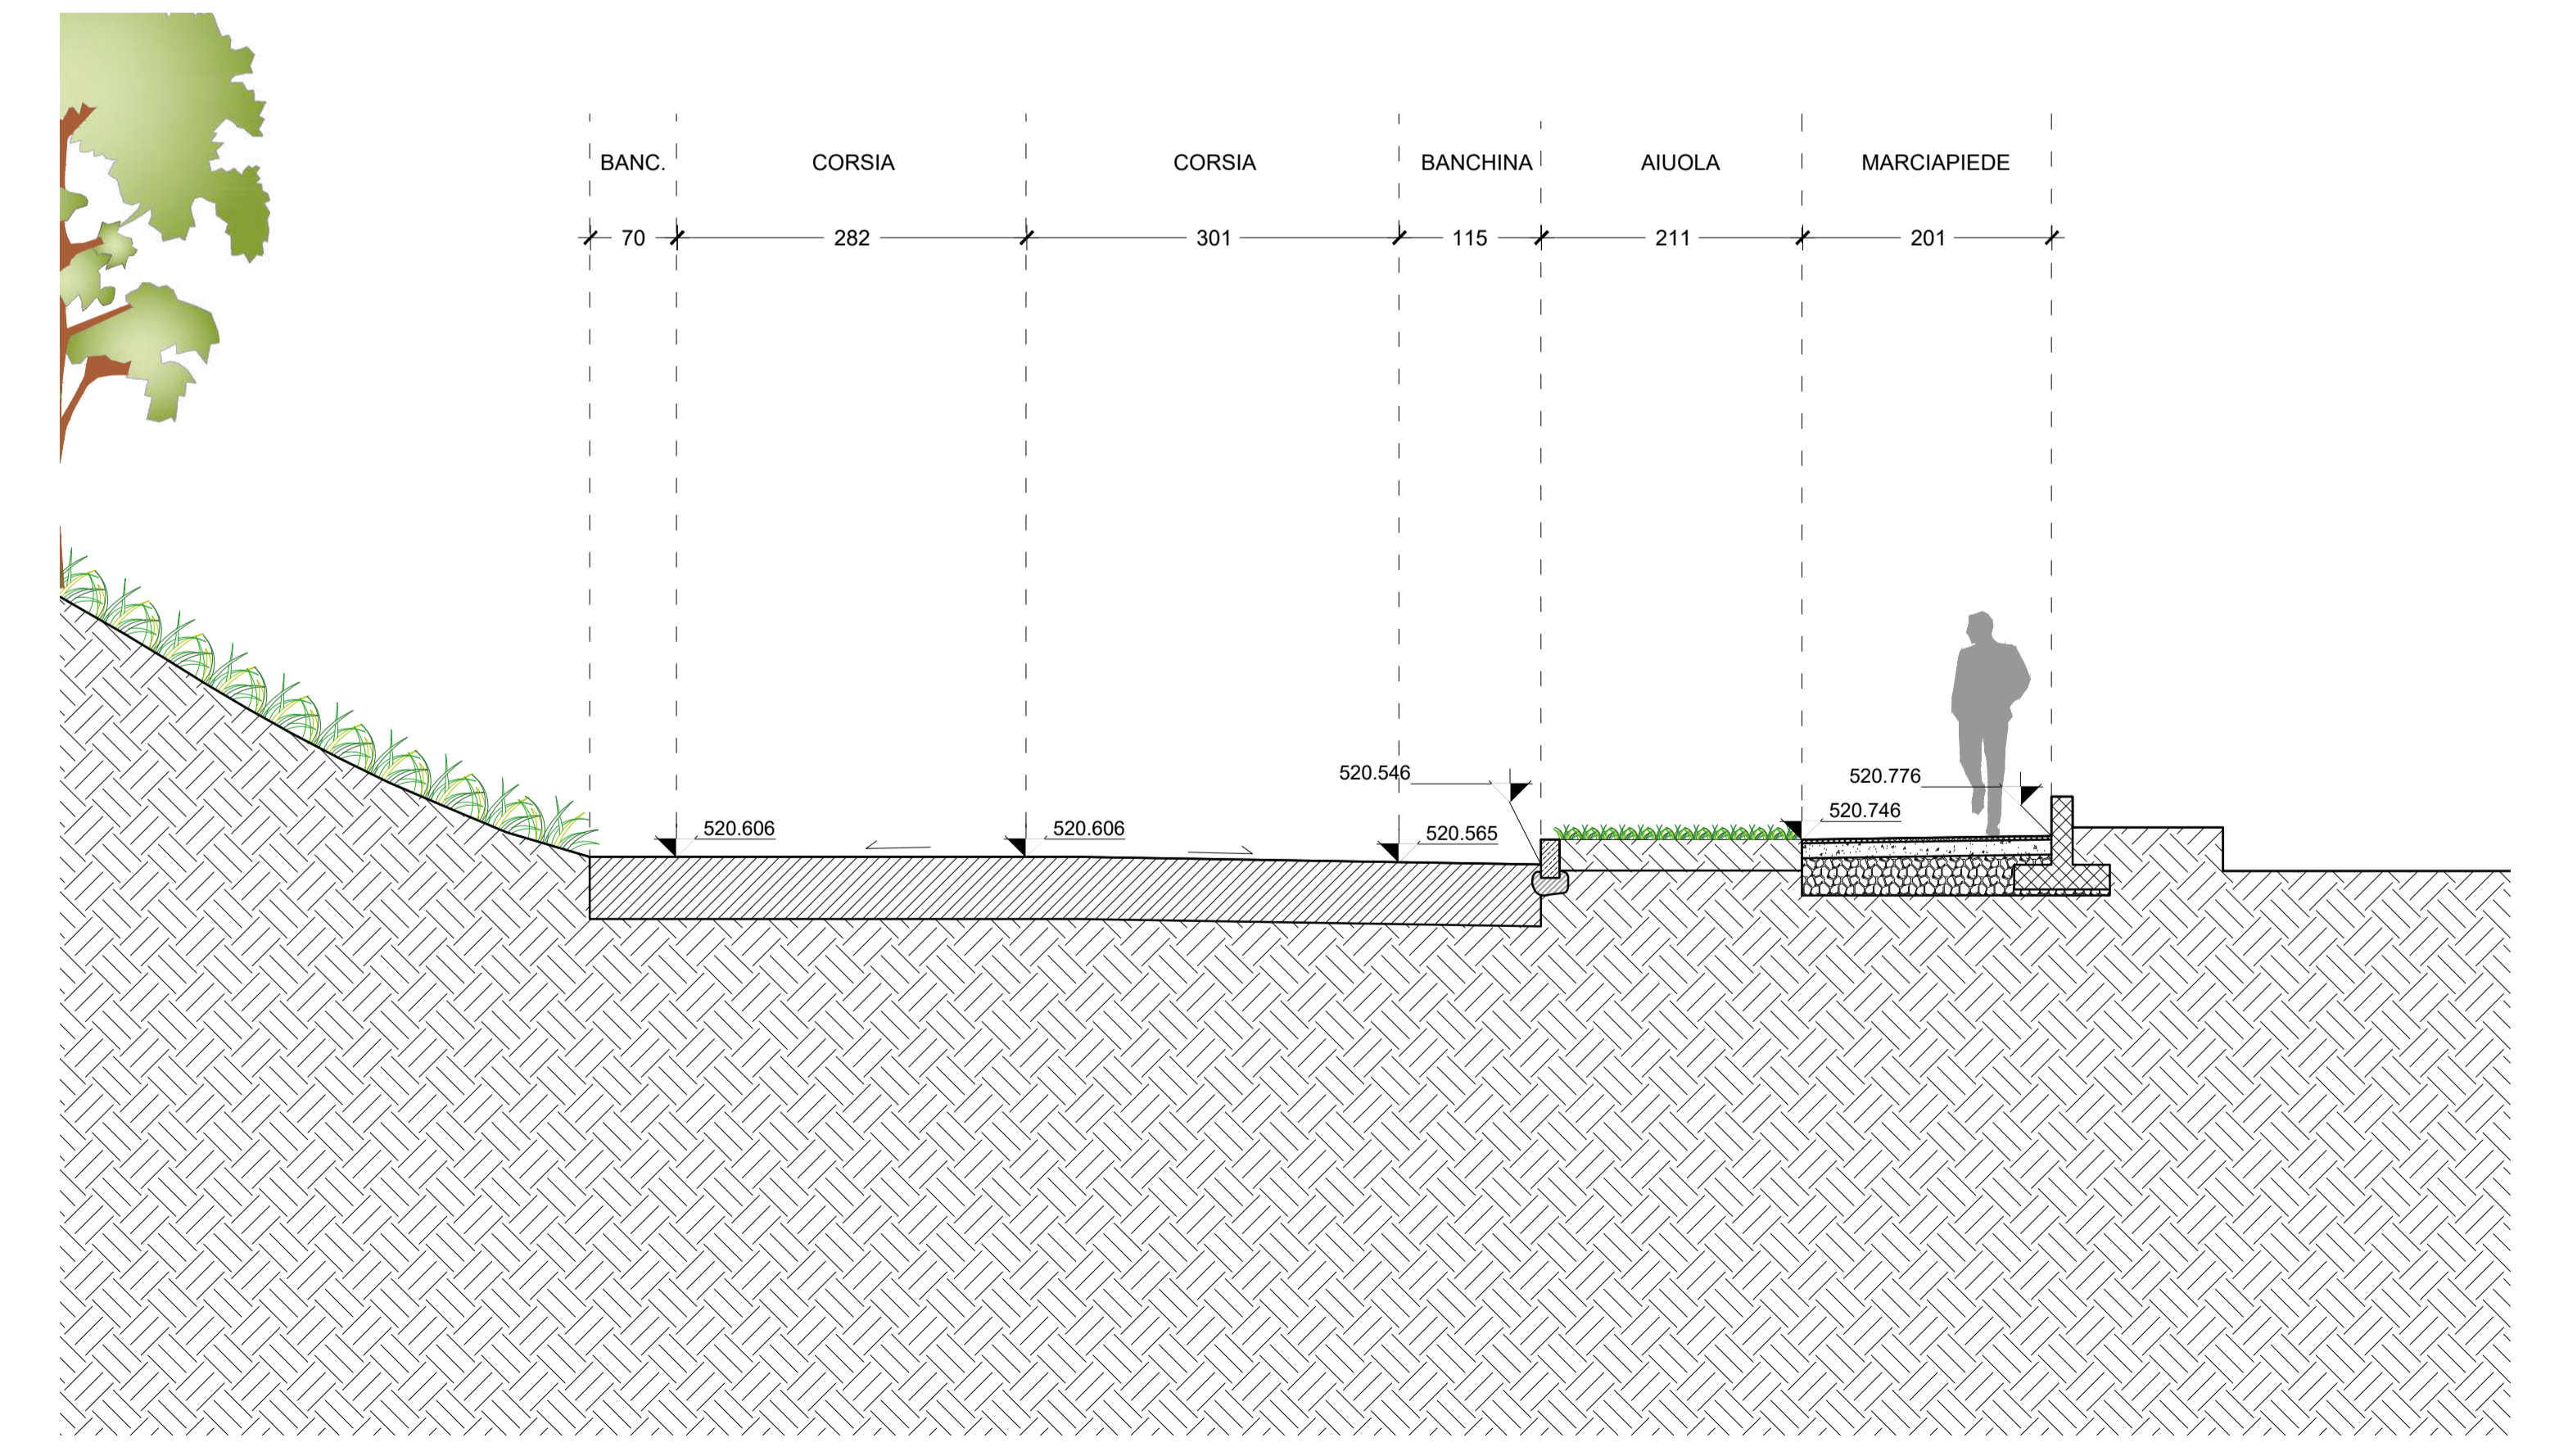 BANC. CORSIA CORSIA BANCHINA AIUOLA MARCIAPIEDE
70 282 301 115 211 201
520.546 520.776
520.746
520.606 520.606 520.565